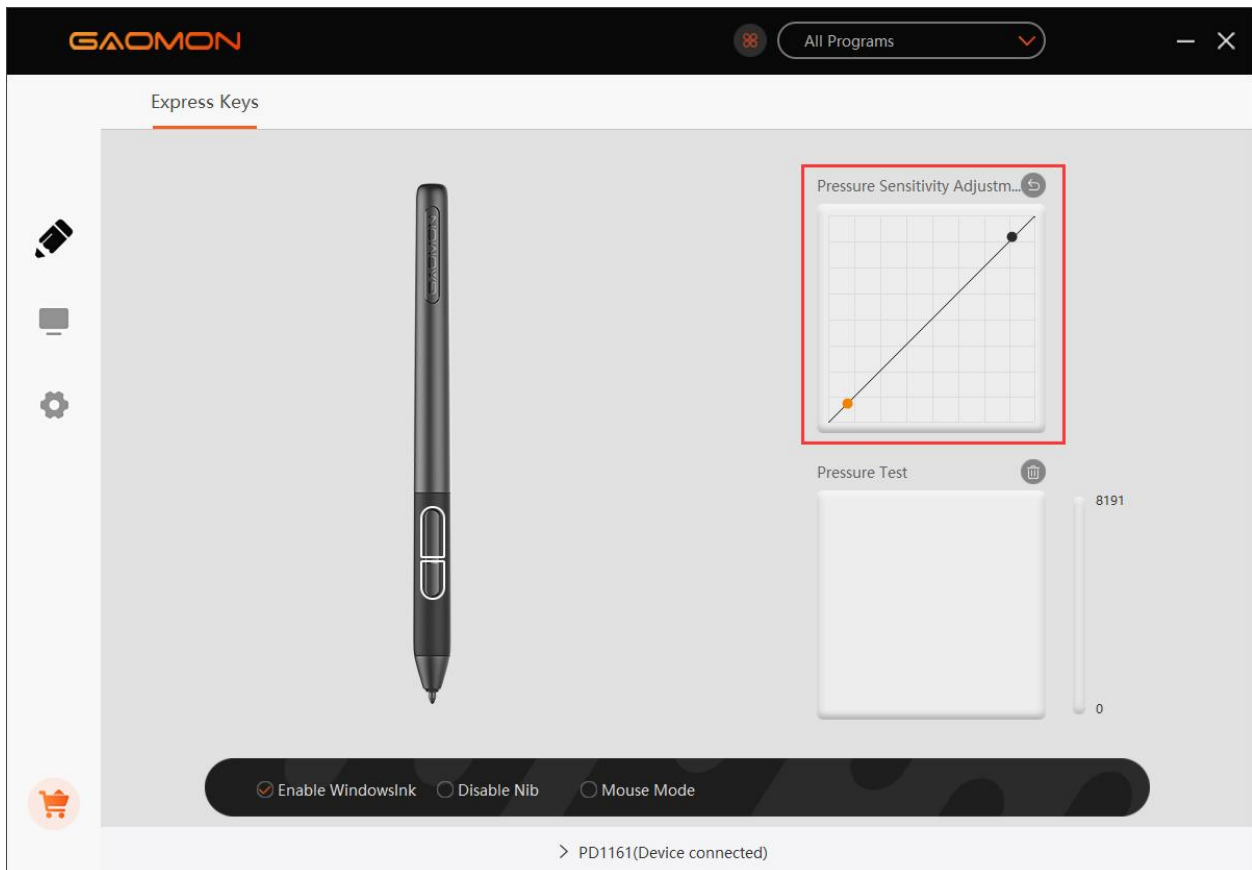 GAOMON
All Programs
Express Keys
Pressure Sensitivity Adjustm...
GAOMON
Pressure Test
8191
0
Enable WindowsInk Disable Nib Mouse Mode
PD1161(Device connected)